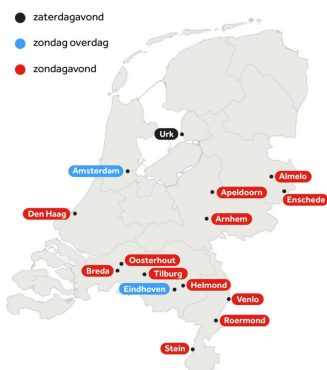 zaterdagavond
zondag overdag
zondagavond
Urk
Amsterdam
Almelo
Apeldoorn
Enschede
Den Haag
Arnhem
Oosterhout
Breda
Tilburg
Helmond
Eindhoven
Venlo
Roermond
Stein